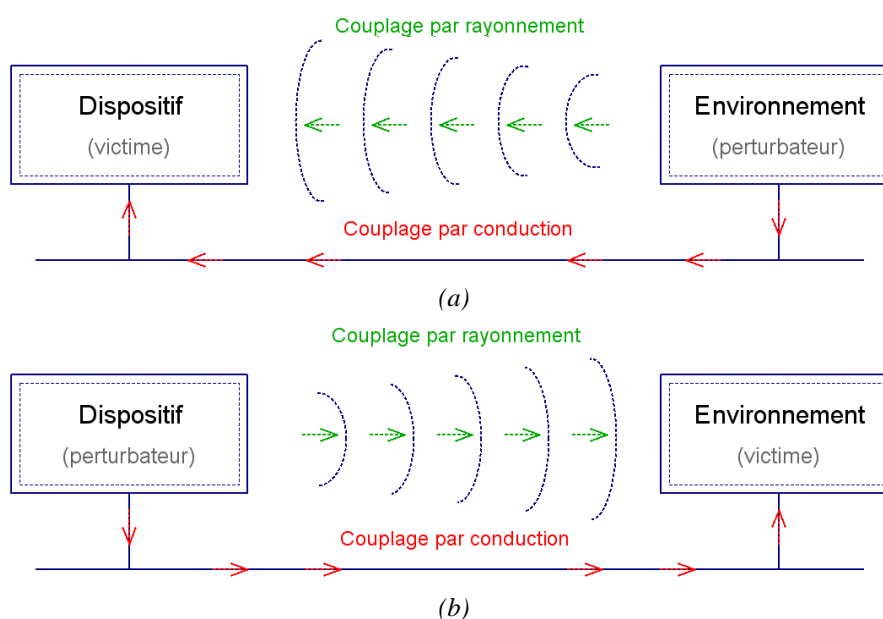 Couplage par rayonnement
Dispositif
(victime)
Environnement
(perturbateur)
Couplage par conduction
(a)
Couplage par rayonnement
Dispositif
(perturbateur)
Environnement
(victime)
Couplage par conduction
(b)